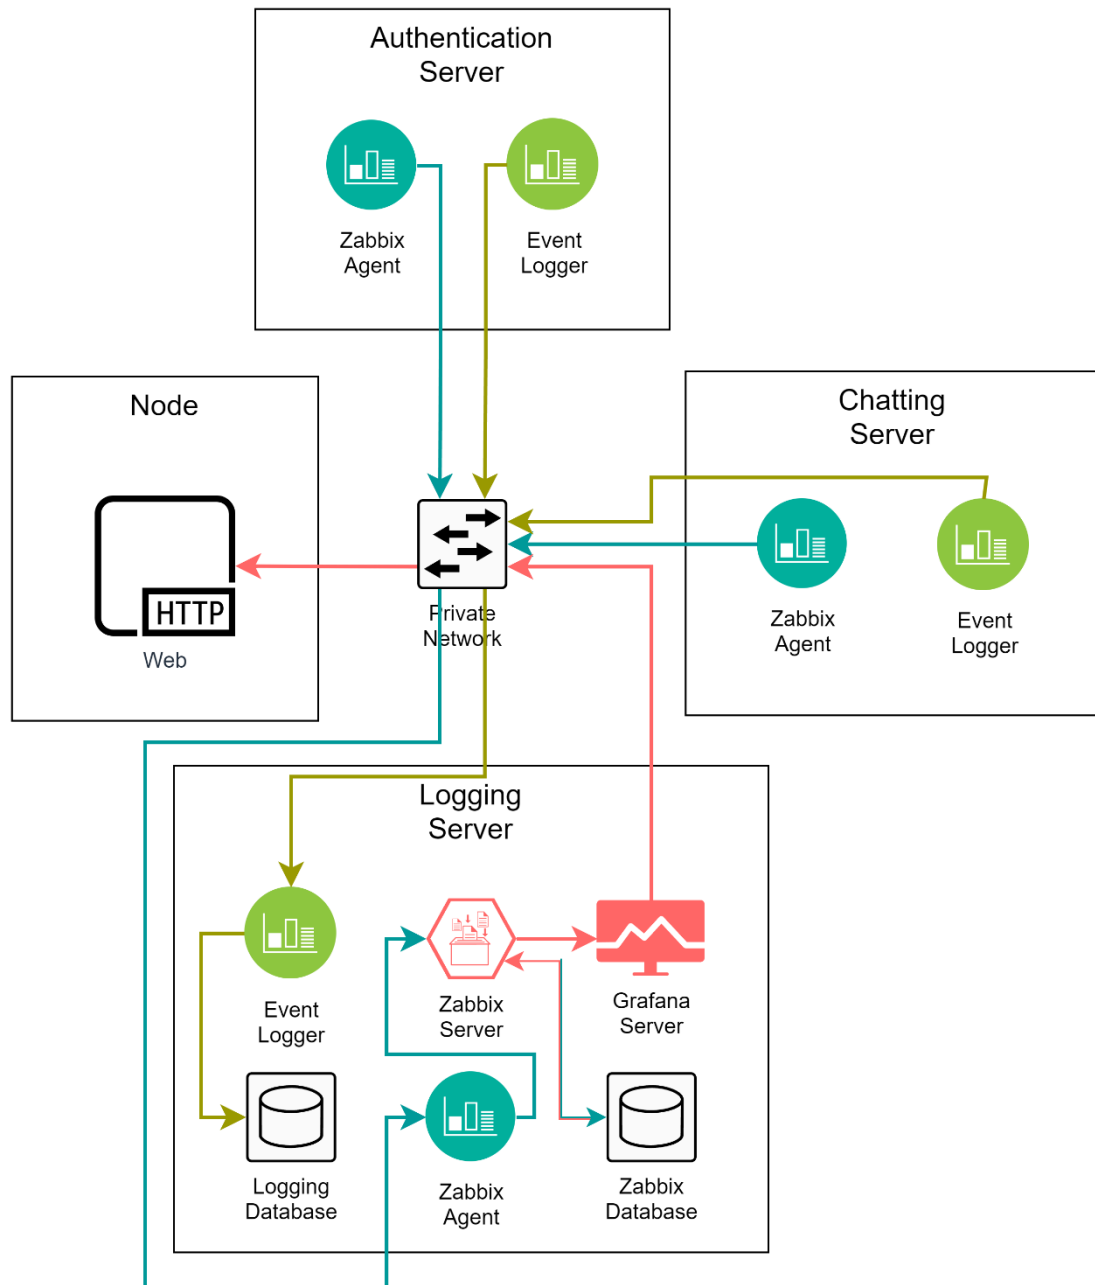 Authentication
Server
Zabbix
Agent
Event
Logger
Node
HTTP
Web
Private
Network
Chatting
Server
Zabbix
Agent
Event
Logger
Logging
Server
Event
Logger
Zabbix
Server
Grafana
Server
Logging
Database
Zabbix
Agent
Zabbix
Database